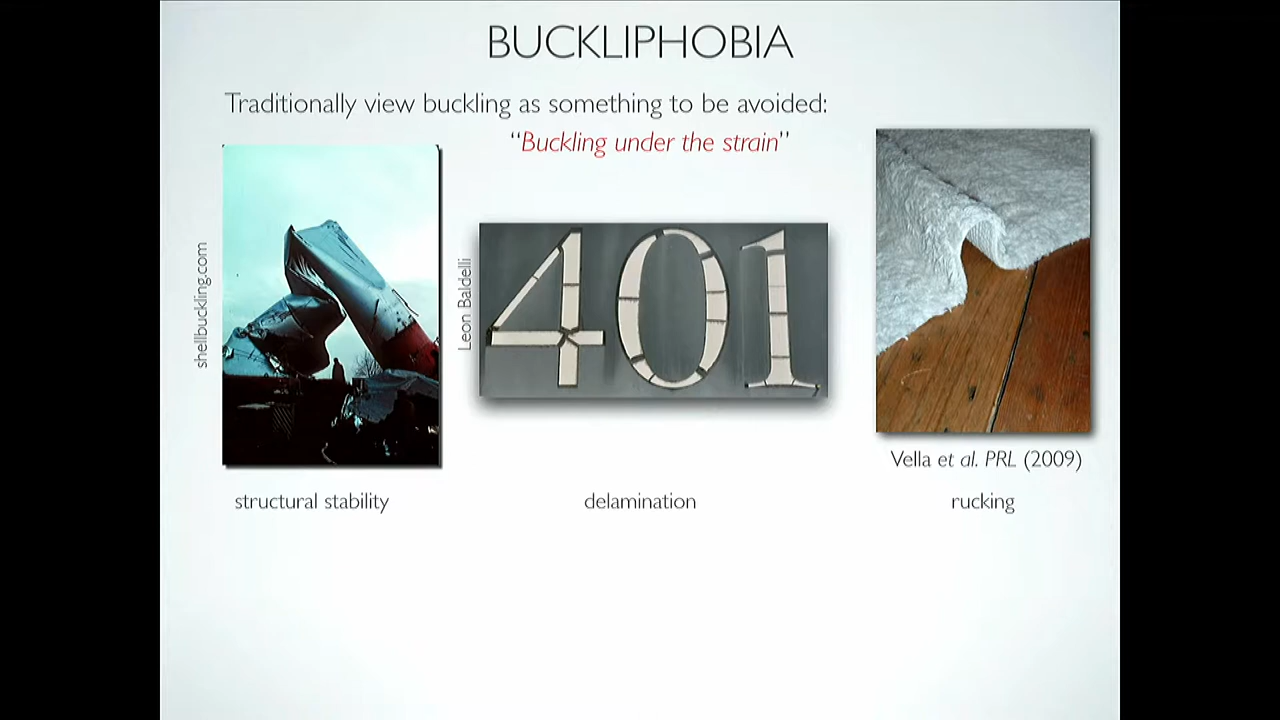 BUCKLIPHOBIA
Traditionally view buckling as something to be avoided:
“Buckling under the strain”
shellbuckling.com
Leon Baldelli
401
Vella et al. PRL (2009)
structural stability
delamination
rucking